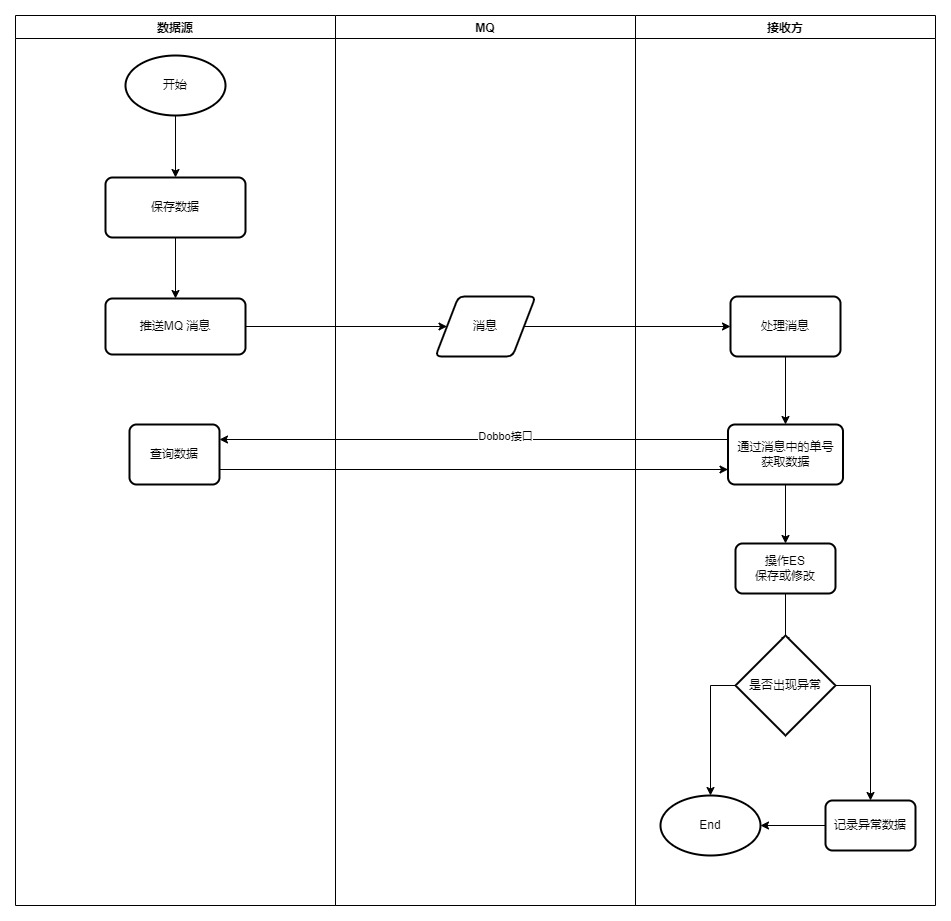 数据源
MQ
接收方
开始
保存数据
推送MQ 消息
消息
处理消息
查询数据
Dobbo接口
通过消息中的单号
获取数据
操作ES
保存或修改
是否出现异常
End
记录异常数据